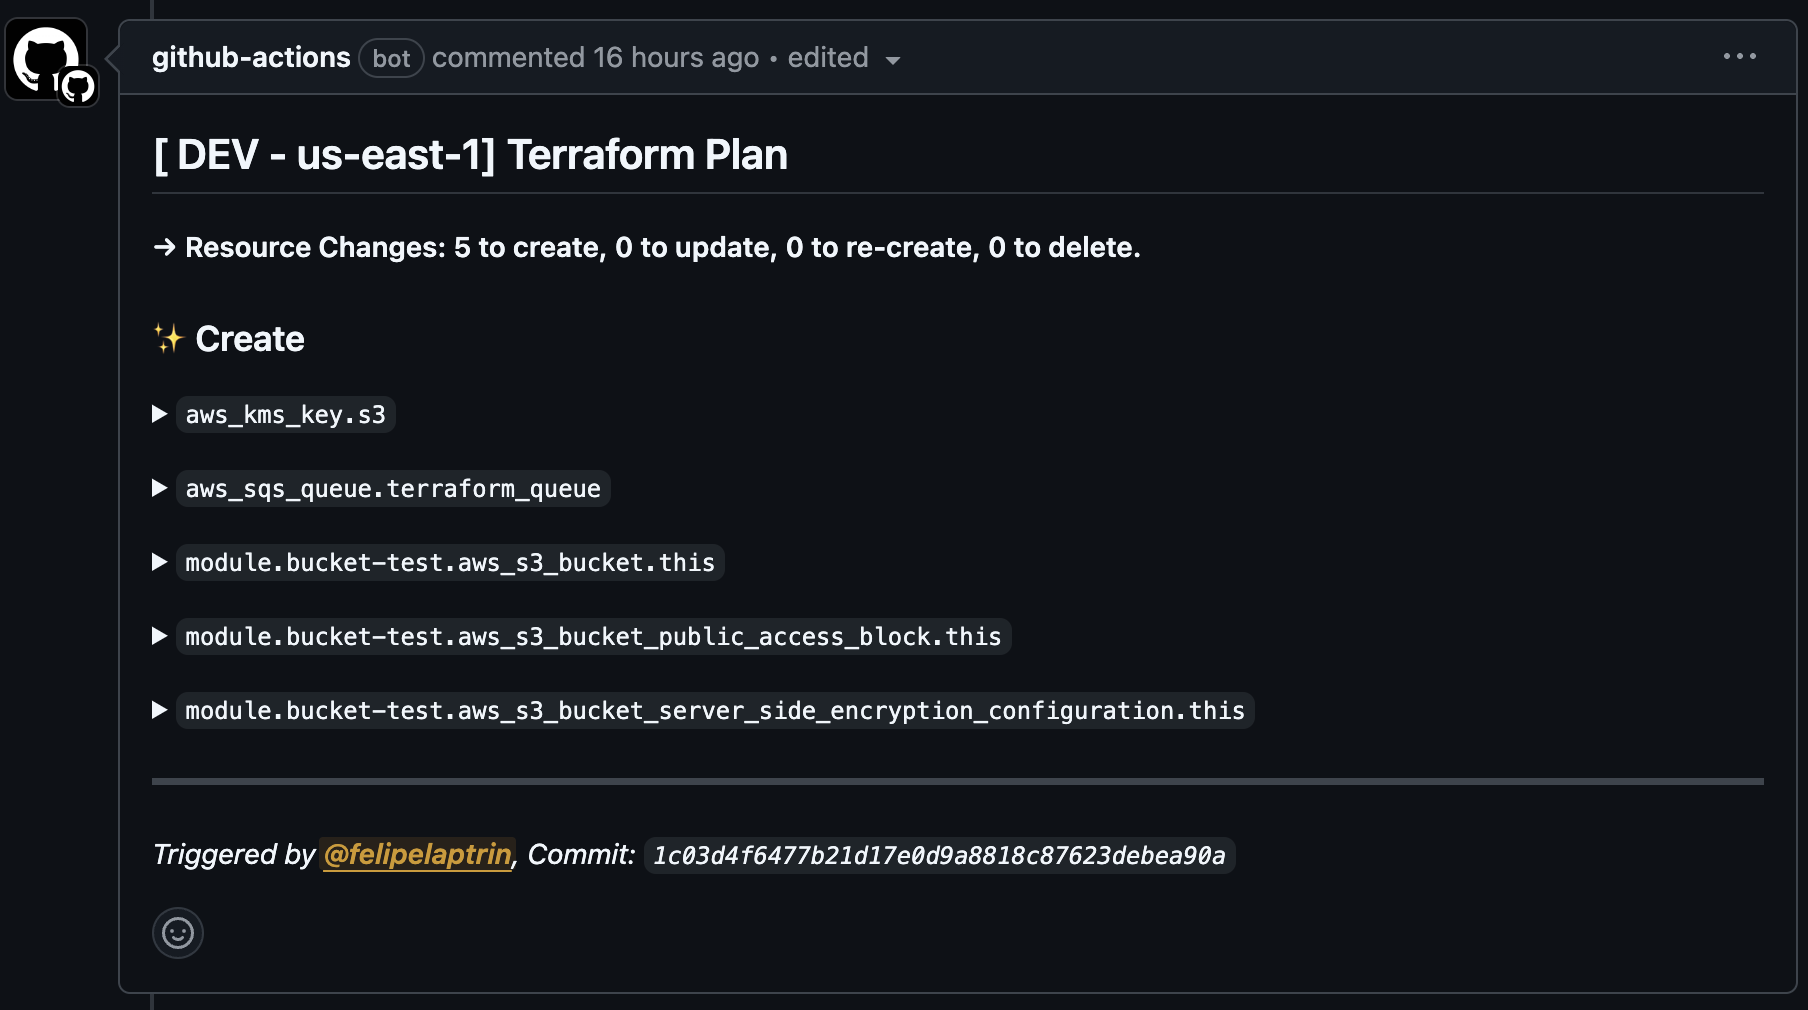 github-actions bot commented 16 hours ago • edited
[ DEV - us-east-1] Terraform Plan
→ Resource Changes: 5 to create, 0 to update, 0 to re-create, 0 to delete.
✨ Create
aws_kms_key.s3
aws_sqs_queue.terraform_queue
module.bucket-test.aws_s3_bucket.this
module.bucket-test.aws_s3_bucket_public_access_block.this
module.bucket-test.aws_s3_bucket_server_side_encryption_configuration.this
Triggered by @felipelaptrin, Commit: 1c03d4f6477b21d17e0d9a8818c87623debea90a